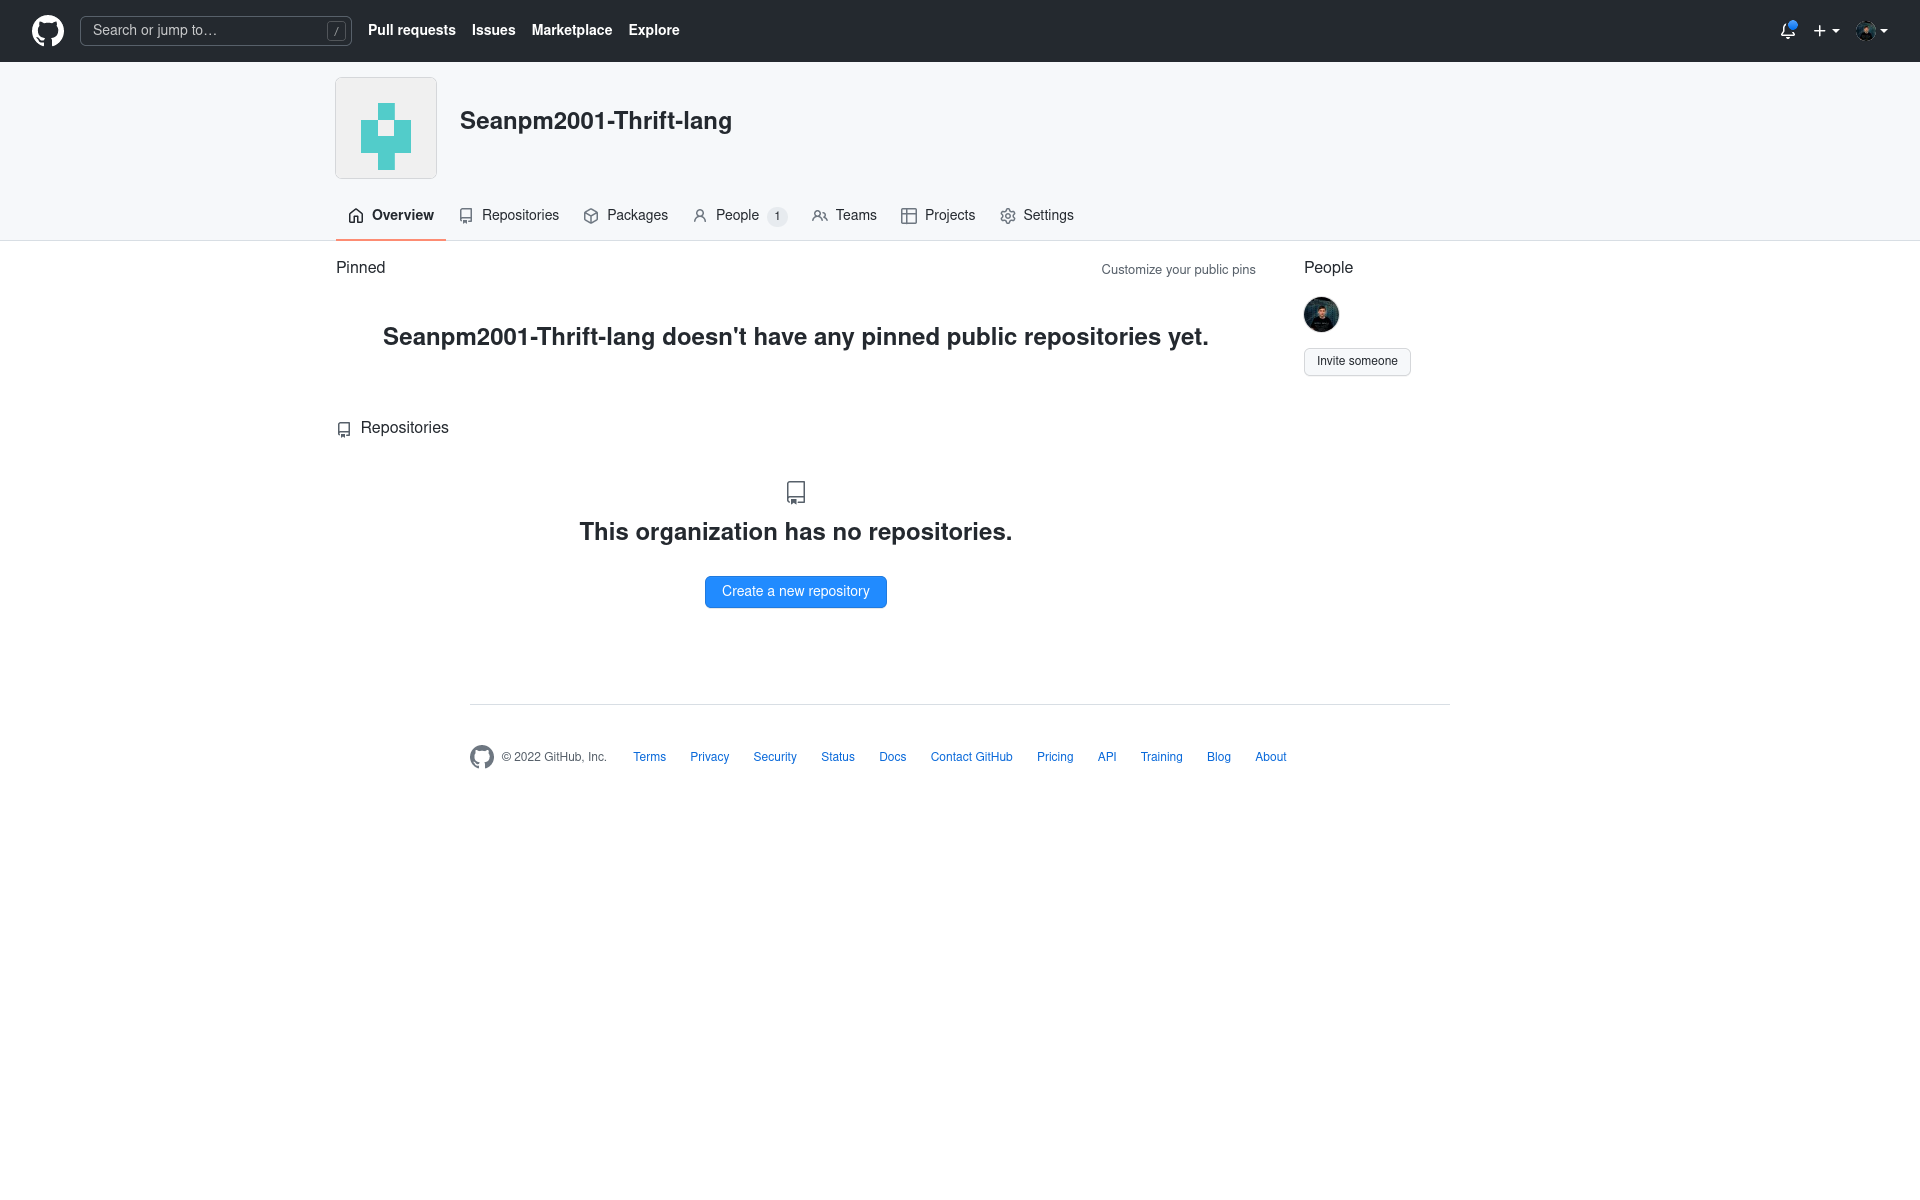 Search or jump to… /
Pull requests Issues Marketplace Explore
Seanpm2001-Thrift-lang
Overview Repositories Packages People 1 Teams Projects Settings
Pinned
Customize your public pins
Seanpm2001-Thrift-lang doesn't have any pinned public repositories yet.
Repositories
This organization has no repositories.
Create a new repository
People
Invite someone
© 2022 GitHub, Inc. Terms Privacy Security Status Docs Contact GitHub Pricing API Training Blog About